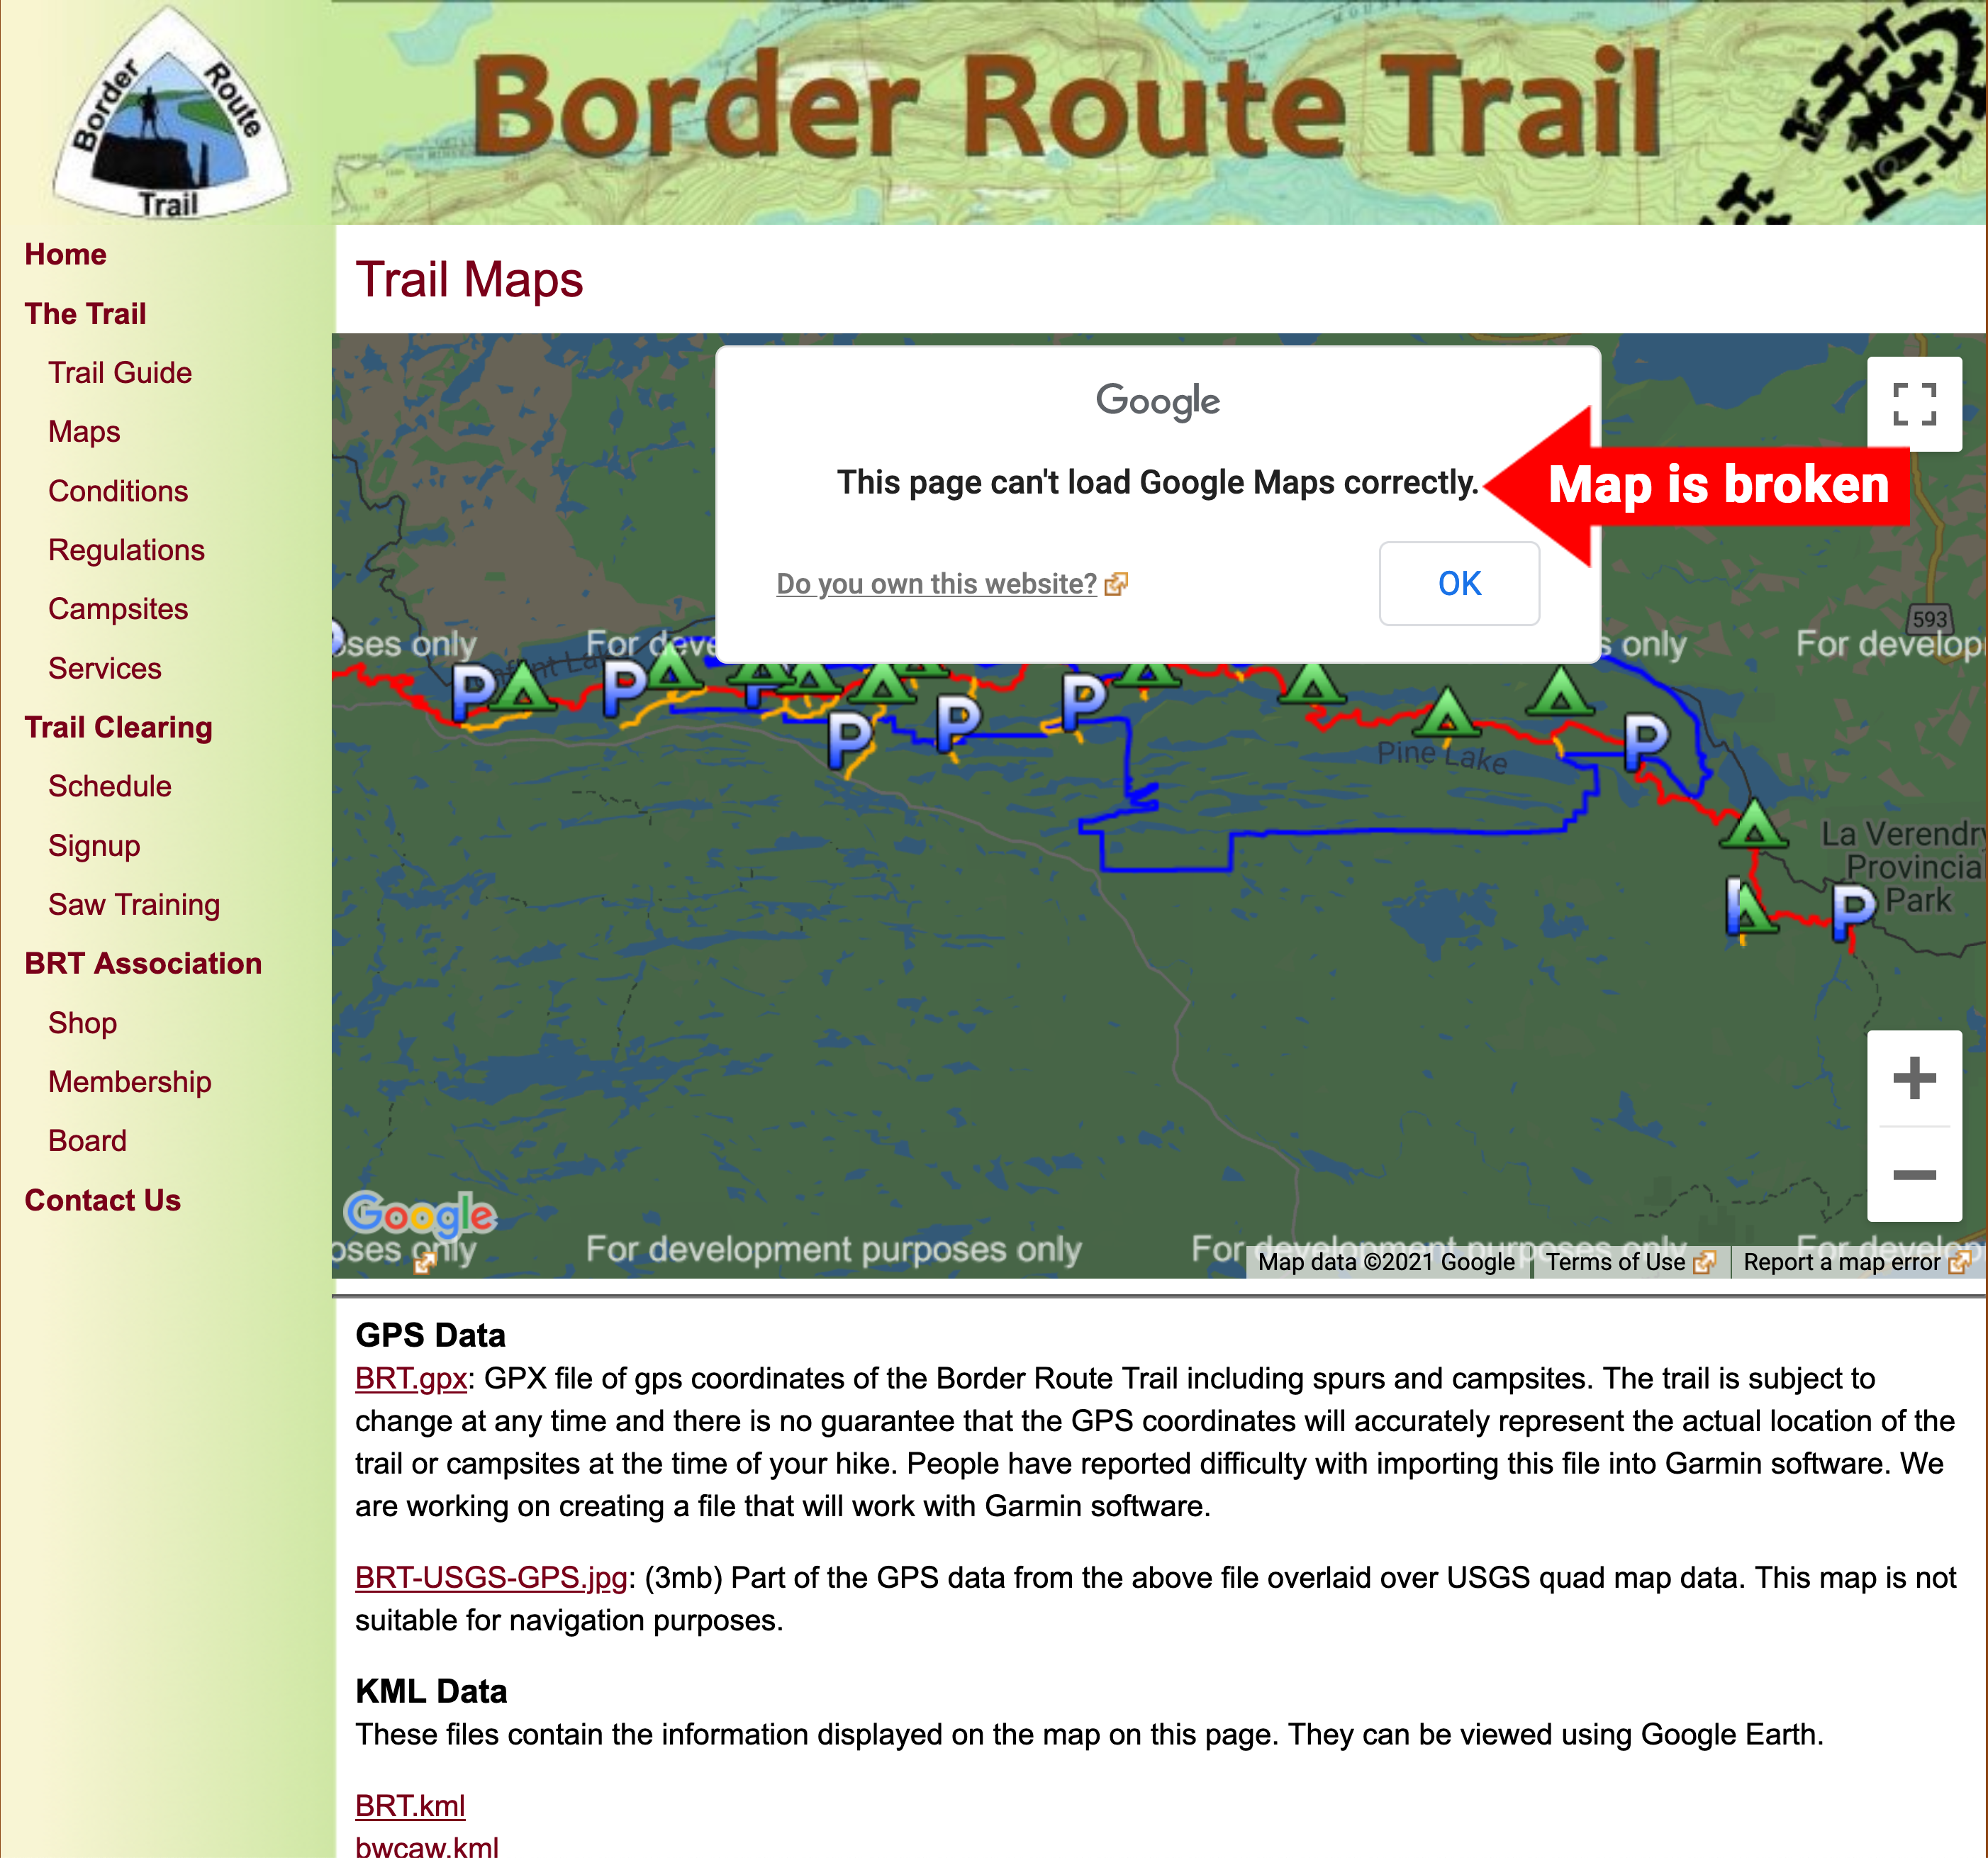 Border Route Trail
Border Route Trail
Home
The Trail
Trail Guide
Maps
Conditions
Regulations
Campsites
Services
Trail Clearing
Schedule
Signup
Saw Training
BRT Association
Shop
Membership
Board
Contact Us
Trail Maps
Google
This page can't load Google Maps correctly.
Map is broken
Do you own this website?
OK
593
oses only
For deve
s only
For develop
Pine Lake
La Verendry
Provincia
Park
Google
oses only
For development purposes only
For development purposes only
For develop
Map data ©2021 Google
Terms of Use
Report a map error
GPS Data
BRT.gpx: GPX file of gps coordinates of the Border Route Trail including spurs and campsites. The trail is subject to
change at any time and there is no guarantee that the GPS coordinates will accurately represent the actual location of the
trail or campsites at the time of your hike. People have reported difficulty with importing this file into Garmin software. We
are working on creating a file that will work with Garmin software.
BRT-USGS-GPS.jpg: (3mb) Part of the GPS data from the above file overlaid over USGS quad map data. This map is not
suitable for navigation purposes.
KML Data
These files contain the information displayed on the map on this page. They can be viewed using Google Earth.
BRT.kml
bwcaw.kml